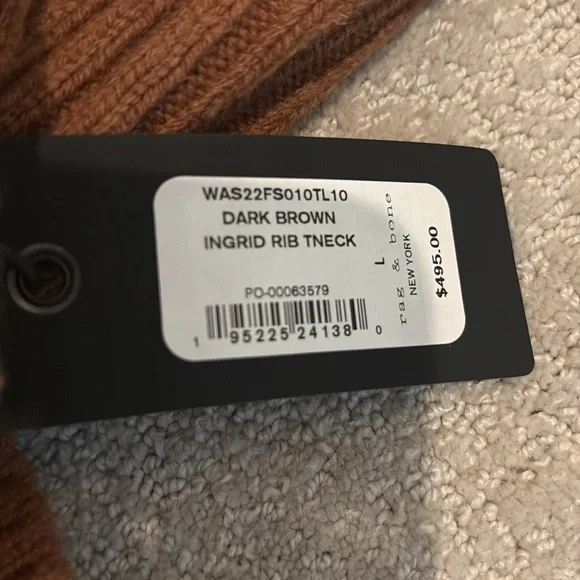 WAS22FS010TL10
DARK BROWN
INGRID RIB TNECK
PO-00063579
1 95225 24138 0
L
rag & bone
NEW YORK
$495.00